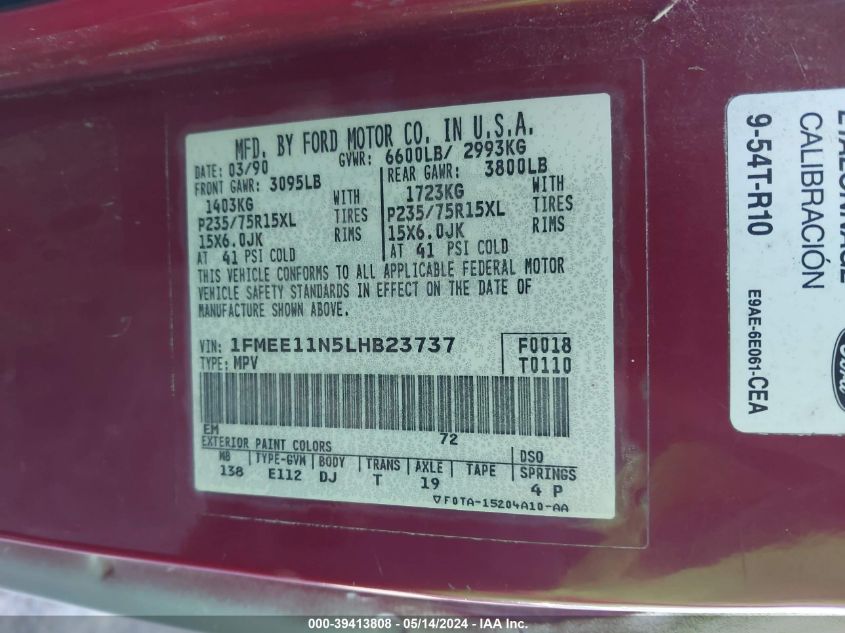 MFD. BY FORD MOTOR CO. IN U.S.A.
DATE: 03/90 GVWR: 6600LB/ 2993KG
FRONT GAWR: 3095LB
1403KG WITH
P235/75R15XL TIRES
15X6.0JK RIMS
AT 41 PSI COLD
REAR GAWR: 3800LB
1723KG WITH
P235/75R15XL TIRES
15X6.0JK RIMS
AT 41 PSI COLD
THIS VEHICLE CONFORMS TO ALL APPLICABLE FEDERAL MOTOR
VEHICLE SAFETY STANDARDS IN EFFECT ON THE DATE OF
MANUFACTURE SHOWN ABOVE.
VIN: 1FMEE11N5LHB23737 F0018
TYPE: MPV T0110
EM 72
EXTERIOR PAINT COLORS DSO
WB TYPE-GVW BODY TRANS AXLE TAPE SPRINGS
138 E112 DJ T 19 4 P
F0TA-15204A10-AA
ETALONNAGE
CALIBRACIÓN
9-54T-R10
E9AE-6E061-CEA
Ford
000-39413808 - 05/14/2024 - IAAI.com